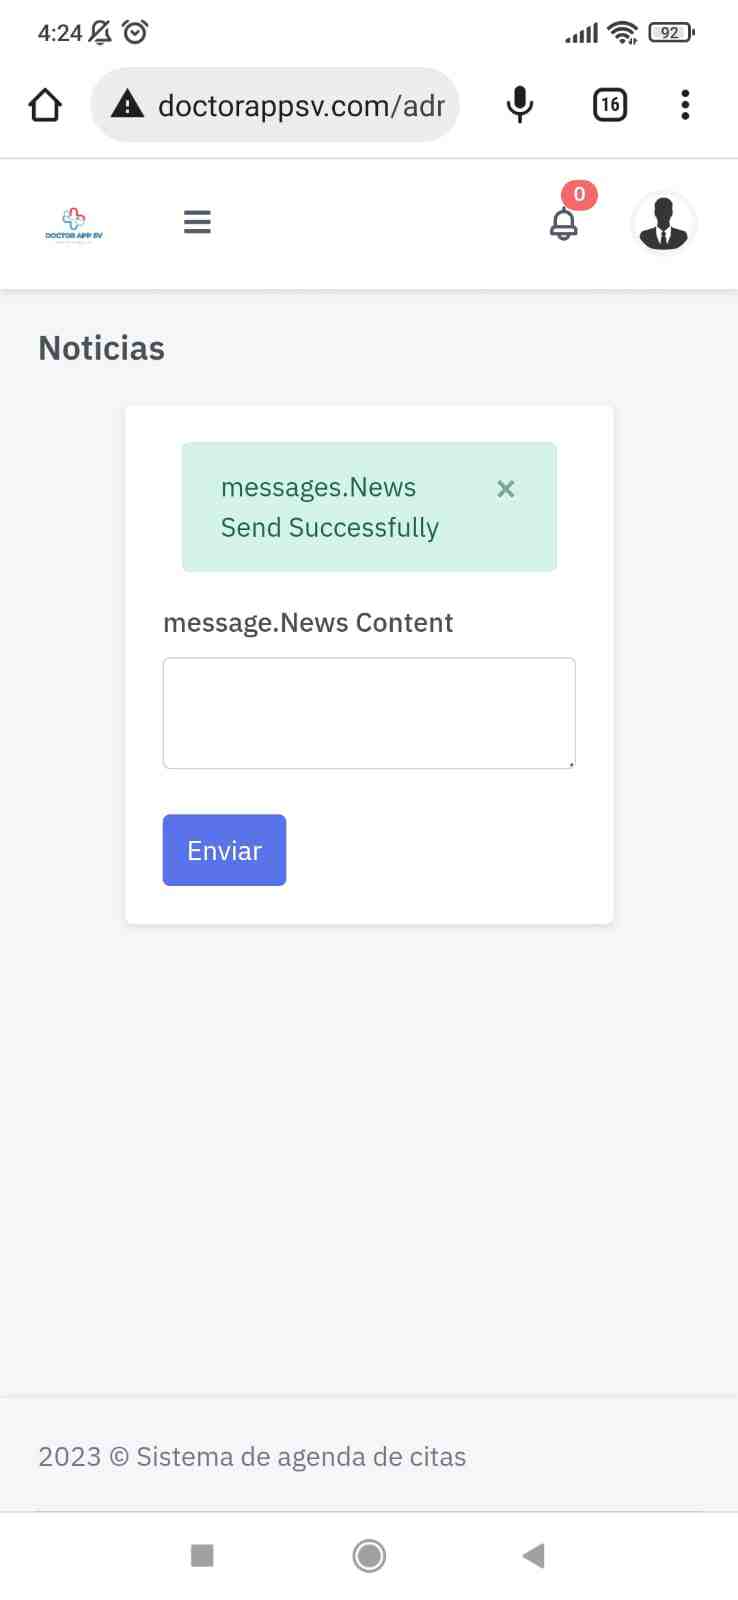 4:24
92
doctorappsv.com/adr
16
DOCTOR APP SV
0
Noticias
messages.News
Send Successfully
×
message.News Content
Enviar
2023 © Sistema de agenda de citas